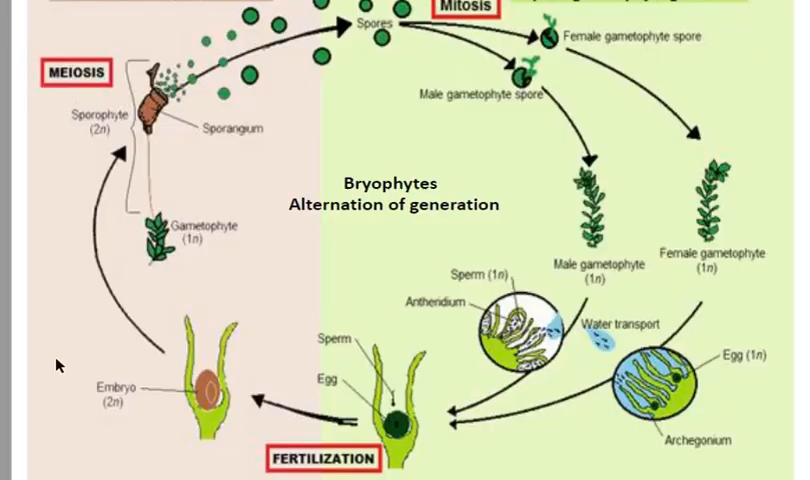 Mitosis
Spores
Female gametophyte spore
MEIOSIS
Male gametophyte spore
Sporophyte
(2n)
Sporangium
Bryophytes
Alternation of generation
Gametophyte
(1n)
Female gametophyte
(1n)
Male gametophyte
(1n)
Sperm (1n)
Antheridium
Water transport
Sperm
Egg (1n)
Egg
Embryo
(2n)
Archegonium
FERTILIZATION